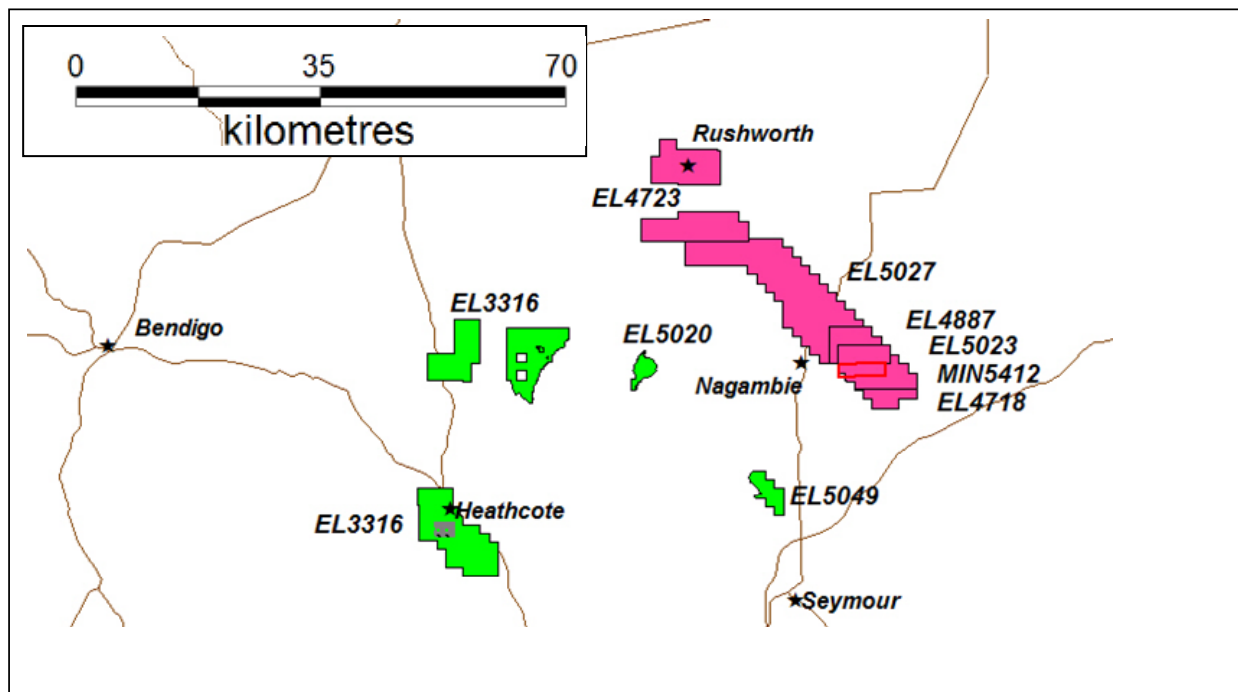 0 35 70
kilometres
Rushworth
EL4723
EL5027
EL3316
Bendigo
EL5020
EL4887
EL5023
Nagambie
MIN5412
EL4718
EL5049
EL3316
Heathcote
Seymour